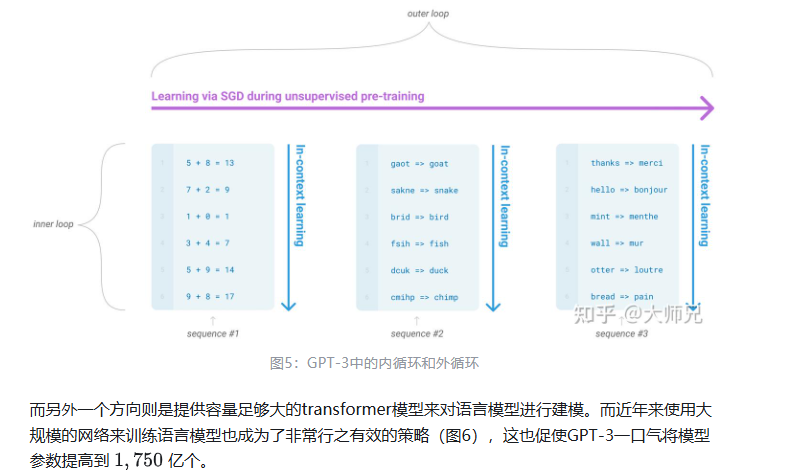 outer loop
Learning via SGD during unsupervised pre-training
inner loop
1 5 + 8 = 13
2 7 + 2 = 9
3 1 + 0 = 1
4 3 + 4 = 7
5 5 + 9 = 14
6 9 + 8 = 17
In-context learning
sequence #1
1 gaot => goat
2 sakne => snake
3 brid => bird
4 fsih => fish
5 dcuk => duck
6 cmihp => chimp
In-context learning
sequence #2
1 thanks => merci
2 hello => bonjour
3 mint => menthe
4 wall => mur
5 otter => loutre
6 bread => pain
In-context learning
知乎 @大师兄
sequence #3
图5：GPT-3中的内循环和外循环
而另外一个方向则是提供容量足够大的transformer模型来对语言模型进行建模。而近年来使用大
规模的网络来训练语言模型也成为了非常行之有效的策略（图6），这也促使GPT-3一口气将模型
参数提高到 1,750 亿个。